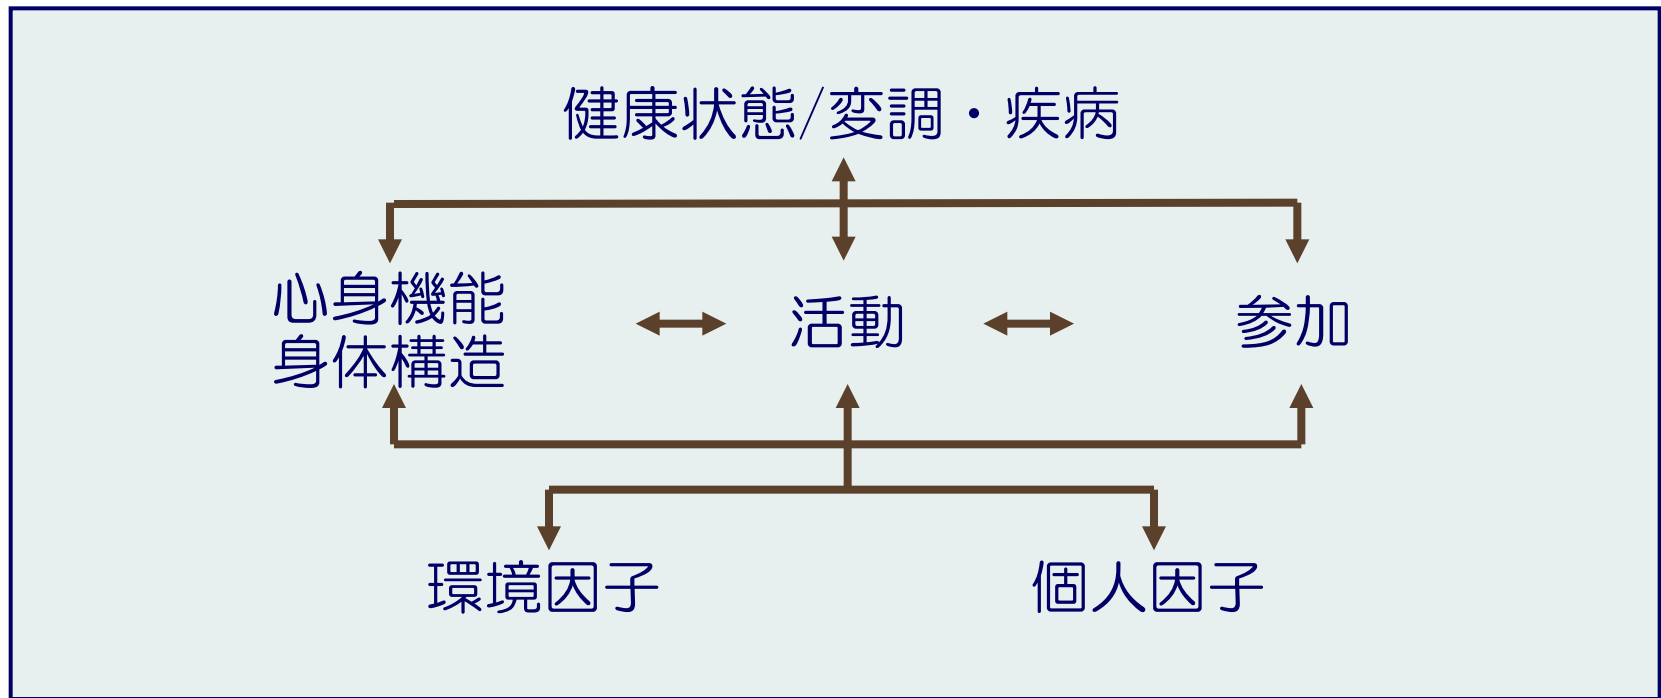 健康状態/変調・疾病
心身機能
身体構造
活動
参加
環境因子
個人因子